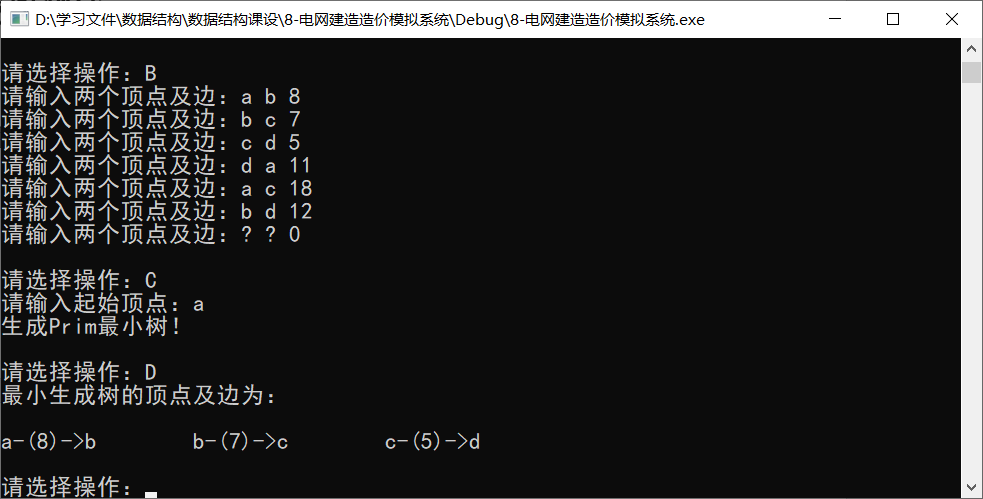 D:\学习文件\数据结构\数据结构课设\8-电网建造造价模拟系统\Debug\8-电网建造造价模拟系统.exe
请选择操作：B
请输入两个顶点及边：a b 8
请输入两个顶点及边：b c 7
请输入两个顶点及边：c d 5
请输入两个顶点及边：d a 11
请输入两个顶点及边：a c 18
请输入两个顶点及边：b d 12
请输入两个顶点及边：? ? 0
请选择操作：C
请输入起始顶点：a
生成Prim最小树！
请选择操作：D
最小生成树的顶点及边为：
a-(8)->b        b-(7)->c        c-(5)->d
请选择操作：